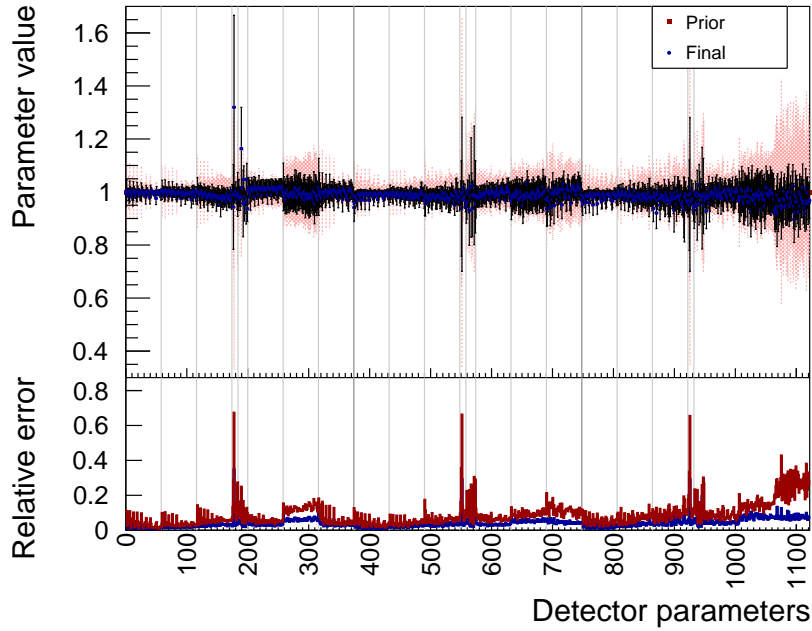 Parameter value
1.6
1.4
1.2
1
0.8
0.6
0.4
Prior
Final
Relative error
0.8
0.6
0.4
0.2
0
0 100 200 300 400 500 600 700 800 900 1000 1100
Detector parameters